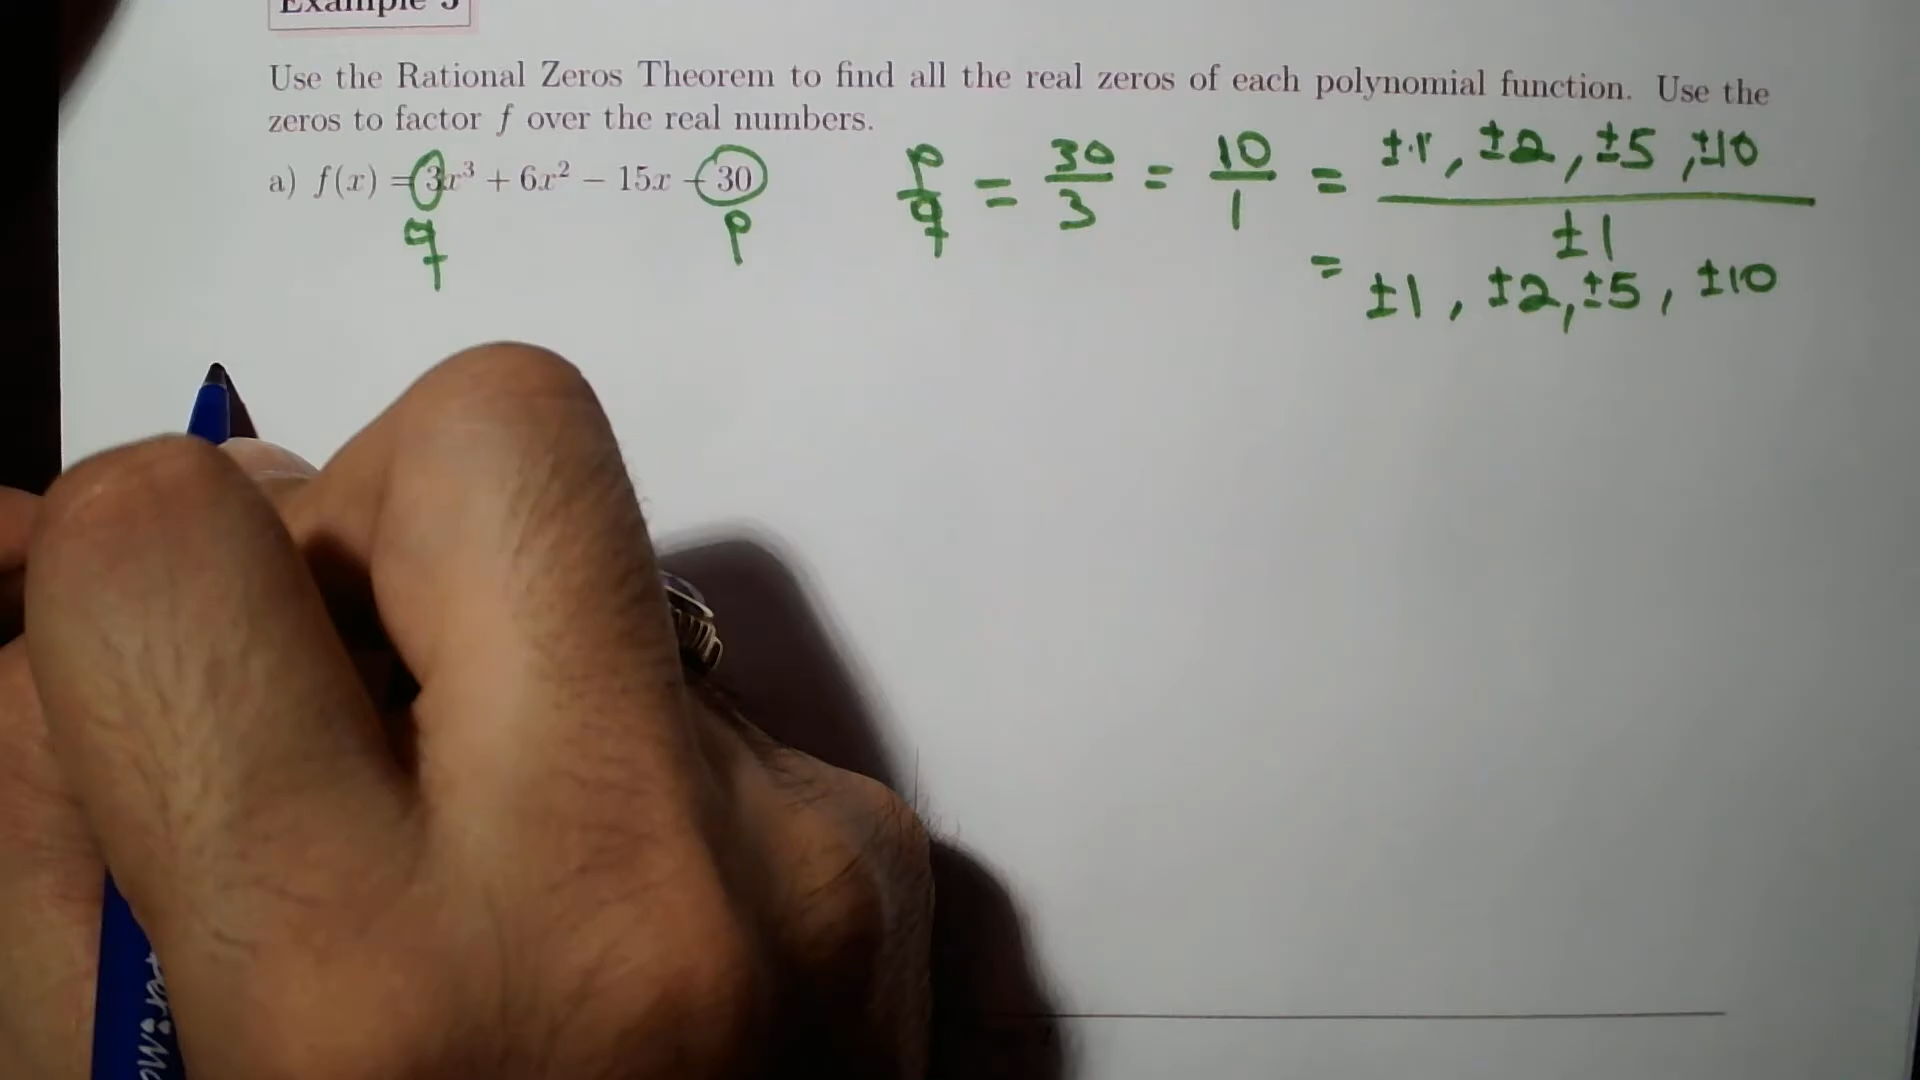 Example 3
Use the Rational Zeros Theorem to find all the real zeros of each polynomial function. Use the
zeros to factor f over the real numbers.
a) f(x) = 3x³ + 6x² − 15x − 30
q
p
p/q = 30/3 = 10/1 = ±1, ±2, ±5, ±10 / ±1
= ±1, ±2, ±5, ±10